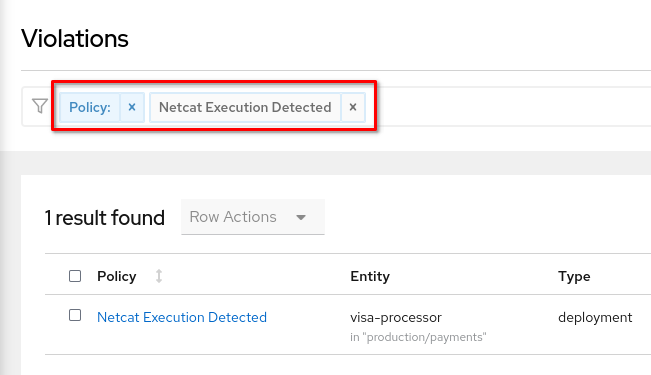 Violations
Policy: × Netcat Execution Detected ×
1 result found Row Actions
Policy Entity Type
Netcat Execution Detected visa-processor deployment
in "production/payments"